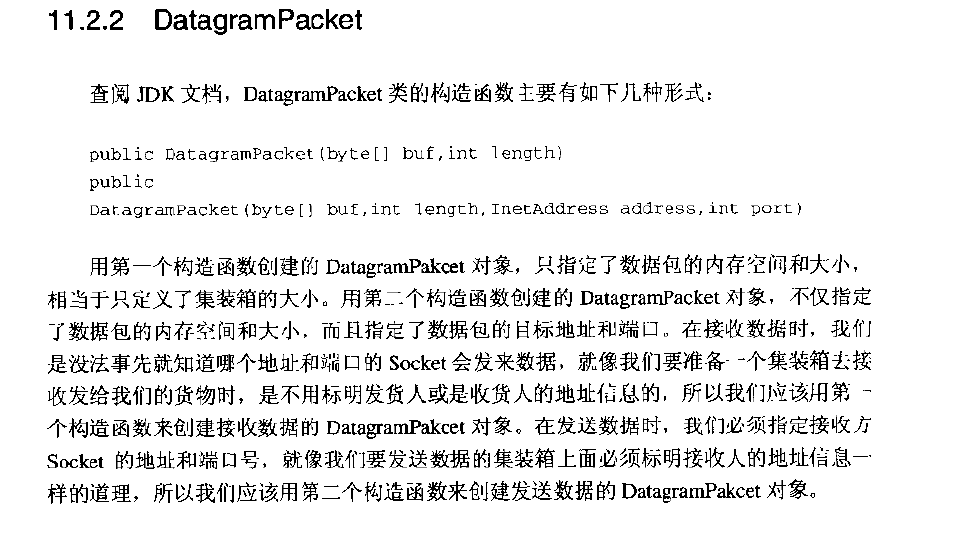 11.2.2 DatagramPacket
查阅 JDK 文档，DatagramPacket 类的构造函数主要有如下几种形式：
public DatagramPacket(byte[] buf,int length)
public
DatagramPacket(byte[] buf,int length,InetAddress address,int port)
用第一个构造函数创建的 DatagramPakcet 对象，只指定了数据包的内存空间和大小，
相当于只定义了集装箱的大小。用第二个构造函数创建的 DatagramPacket 对象，不仅指定
了数据包的内存空间和大小，而且指定了数据包的目标地址和端口。在接收数据时，我们
是没法事先就知道哪个地址和端口的 Socket 会发来数据，就像我们要准备一个集装箱去接
收发给我们的货物时，是不用标明发货人或是收货人的地址信息的，所以我们应该用第一
个构造函数来创建接收数据的 DatagramPakcet 对象。在发送数据时，我们必须指定接收方
Socket 的地址和端口号，就像我们要发送数据的集装箱上面必须标明接收人的地址信息一
样的道理，所以我们应该用第二个构造函数来创建发送数据的 DatagramPakcet 对象。